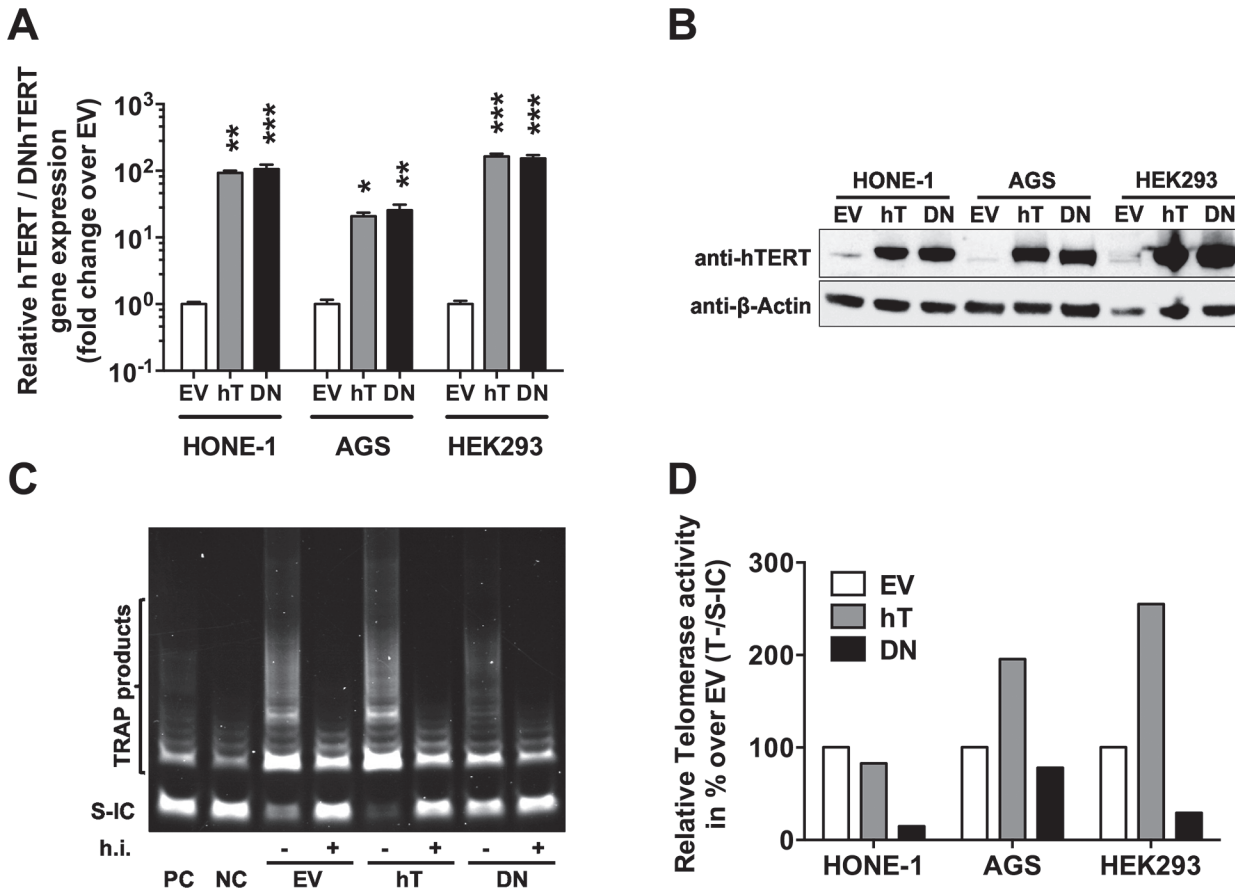 A
Relative hTERT / DNhTERT
gene expression
(fold change over EV)
10³
10²
10¹
10⁰
10⁻¹
** *** * ** *** ***
EV hT DN EV hT DN EV hT DN
HONE-1 AGS HEK293
B
HONE-1 AGS HEK293
EV hT DN EV hT DN EV hT DN
anti-hTERT
anti-β-Actin
C
TRAP products
S-IC
h.i. - + - + - +
PC NC EV hT DN
D
Relative Telomerase activity
in % over EV (T-/S-IC)
300
200
100
0
EV
hT
DN
HONE-1 AGS HEK293